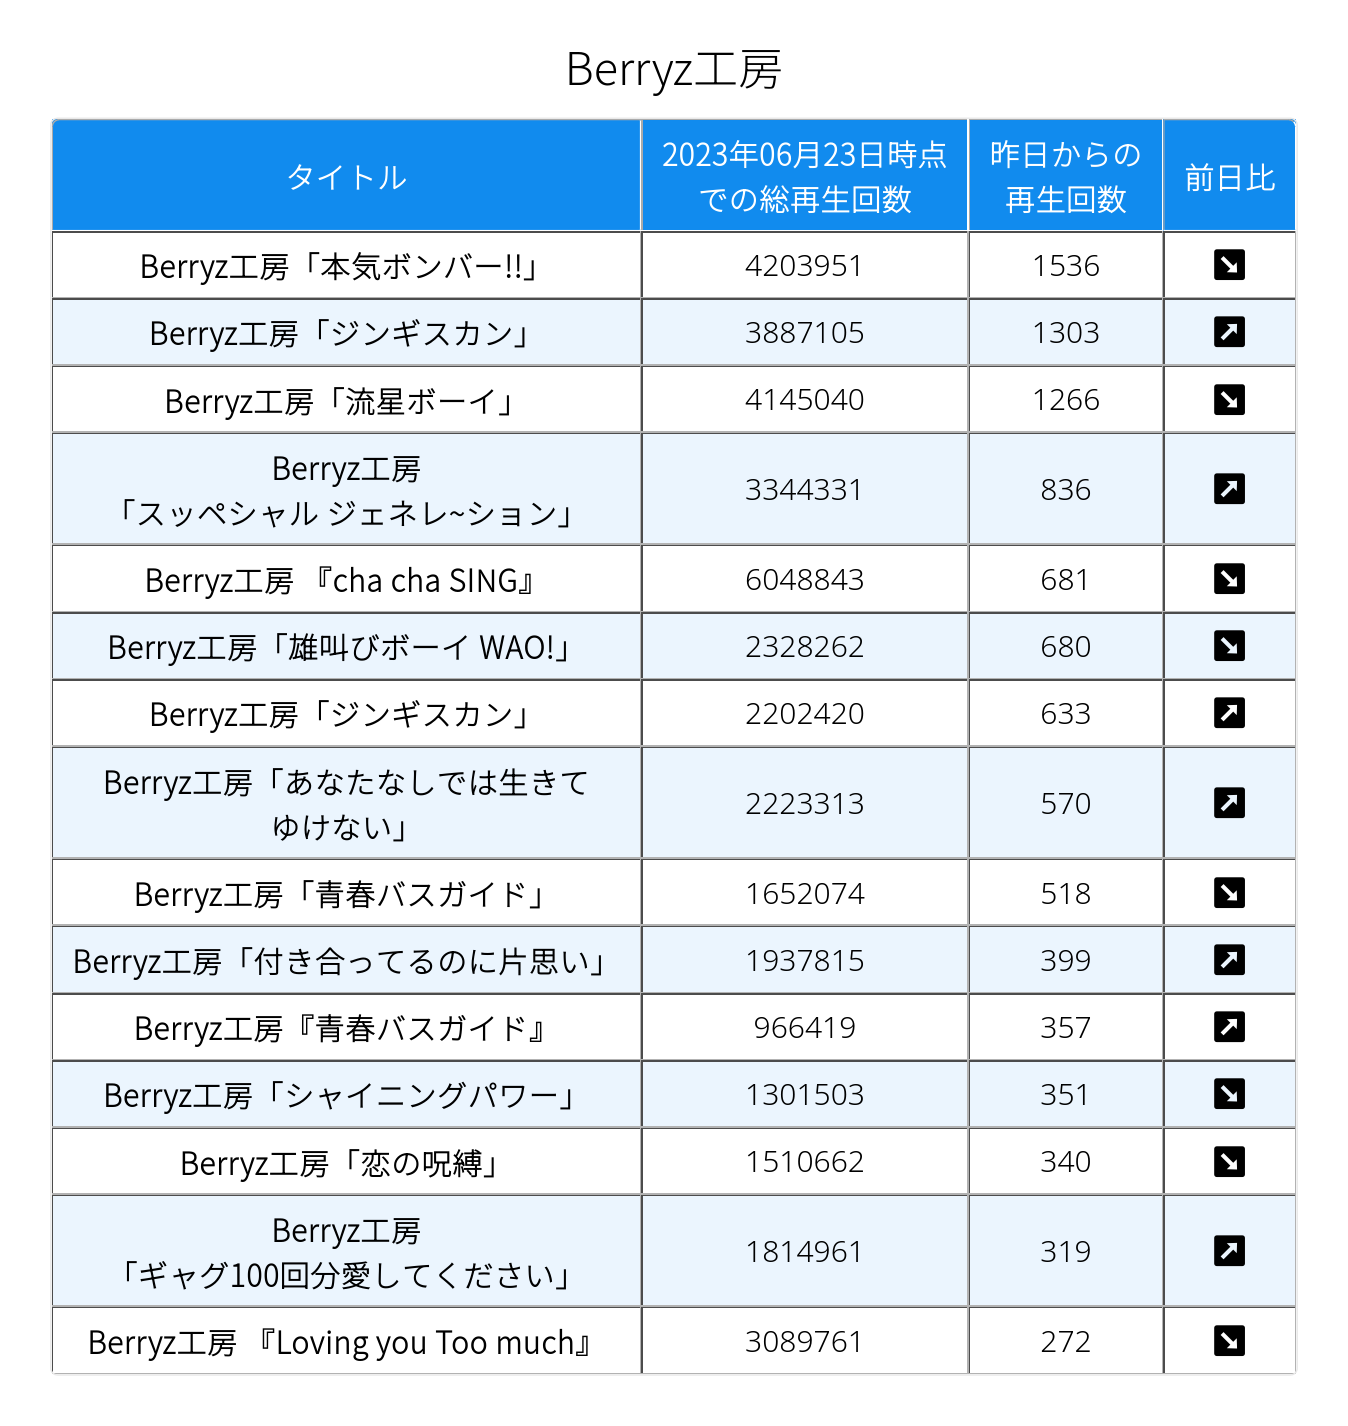 Berryz工房
タイトル
2023年06月23日時点
での総再生回数
昨日からの
再生回数
前日比
Berryz工房「本気ボンバー!!」 4203951 1536 ↘
Berryz工房「ジンギスカン」 3887105 1303 ↗
Berryz工房「流星ボーイ」 4145040 1266 ↘
Berryz工房
「スッペシャル ジェネレ~ション」 3344331 836 ↗
Berryz工房 『cha cha SING』 6048843 681 ↘
Berryz工房「雄叫びボーイ WAO!」 2328262 680 ↘
Berryz工房「ジンギスカン」 2202420 633 ↗
Berryz工房「あなたなしでは生きて
ゆけない」 2223313 570 ↗
Berryz工房「青春バスガイド」 1652074 518 ↘
Berryz工房「付き合ってるのに片思い」 1937815 399 ↗
Berryz工房『青春バスガイド』 966419 357 ↗
Berryz工房「シャイニングパワー」 1301503 351 ↘
Berryz工房「恋の呪縛」 1510662 340 ↘
Berryz工房
「ギャグ100回分愛してください」 1814961 319 ↗
Berryz工房 『Loving you Too much』 3089761 272 ↘